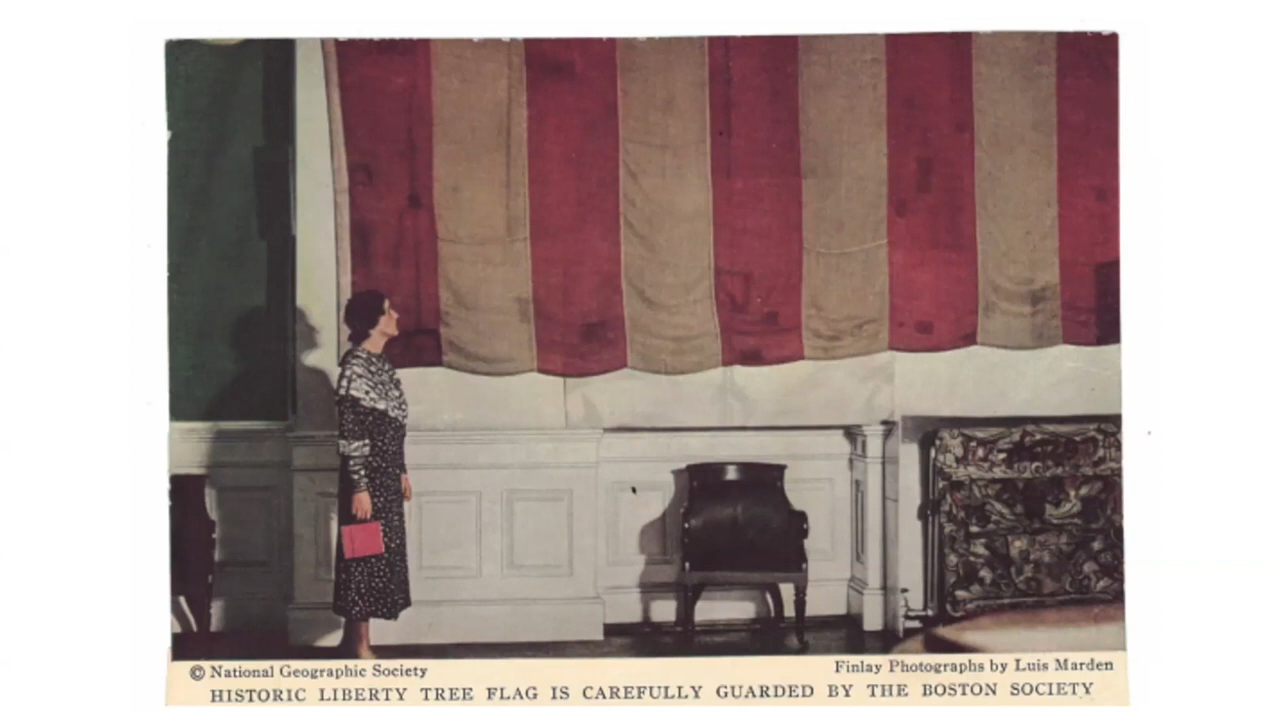 © National Geographic Society
Finlay Photographs by Luis Marden
HISTORIC LIBERTY TREE FLAG IS CAREFULLY GUARDED BY THE BOSTON SOCIETY